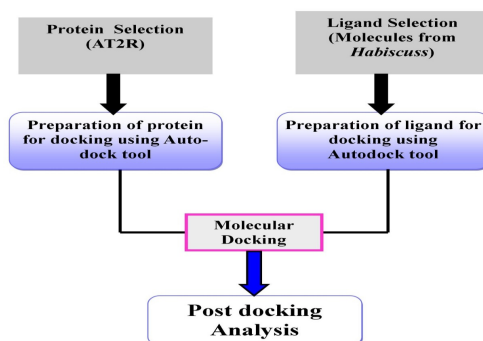 Protein Selection
(AT2R)
Ligand Selection
(Molecules from
Habiscuss)
Preparation of protein
for docking using Auto-
dock tool
Preparation of ligand for
docking using
Autodock tool
Molecular
Docking
Post docking
Analysis